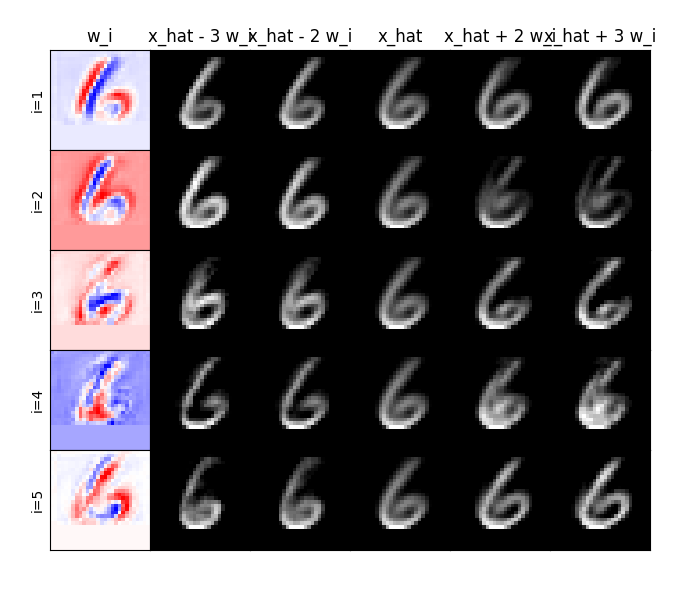 w_i x_hat - 3 w_i x_hat - 2 w_i x_hat x_hat + 2 w_i x_hat + 3 w_i
i=1
i=2
i=3
i=4
i=5